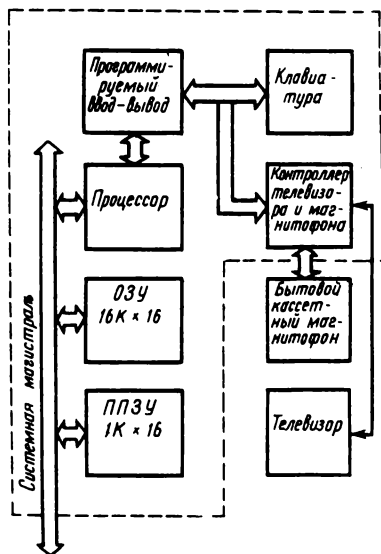 Программи-
руемый
ввод-вывод
Клавиа-
тура
Процессор
Контроллер
телевизо-
ра и маг-
нитофона
ОЗУ
16К × 16
Бытовой
кассет-
ный маг-
нитофон
ППЗУ
1К × 16
Телевизор
Системная магистраль